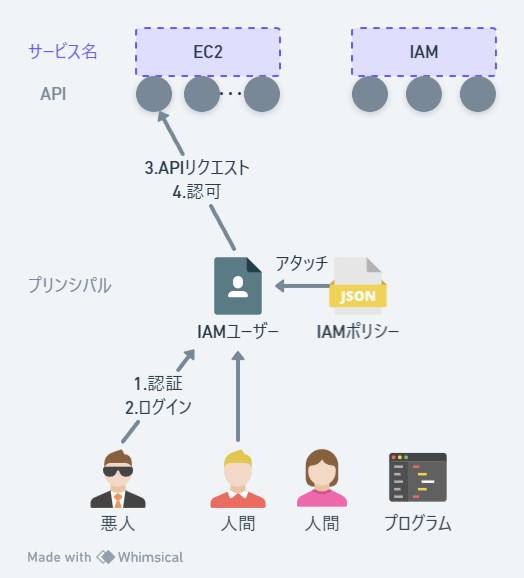 サービス名
EC2
IAM
API
...
3.APIリクエスト
4.認可
アタッチ
プリンシパル
JSON
IAMユーザー
IAMポリシー
1.認証
2.ログイン
悪人
人間
人間
プログラム
Made with Whimsical